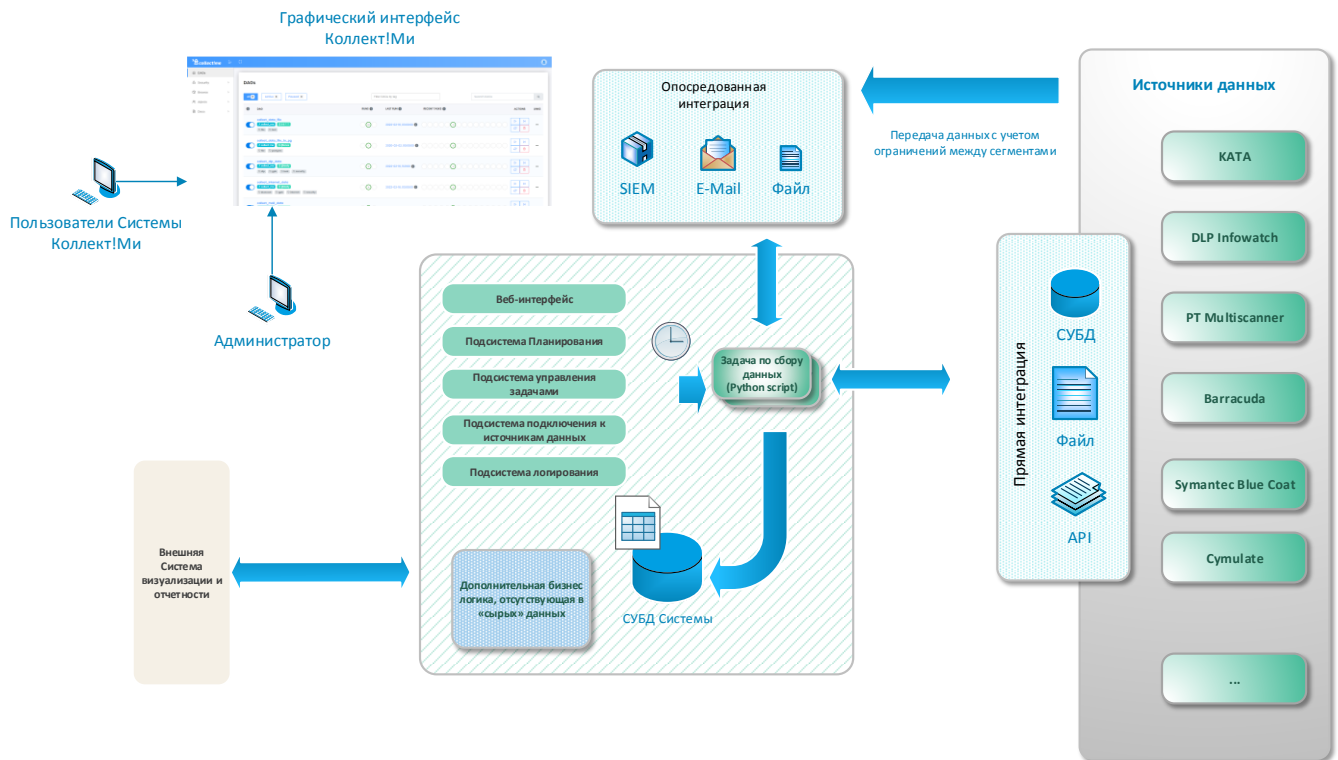 Графический интерфейс
Коллект!Ми
DAGs
Пользователи Системы
Коллект!Ми
Администратор
Опосредованная
интеграция
SIEM
E-Mail
Файл
Передача данных с учетом
ограничений между сегментами
Источники данных
КАТА
DLP Infowatch
PT Multiscanner
Barracuda
Symantec Blue Coat
Cymulate
...
Прямая интеграция
СУБД
Файл
API
Веб-интерфейс
Подсистема Планирования
Подсистема управления
задачами
Подсистема подключения к
источникам данных
Подсистема логирования
Задача по сбору
данных
(Python script)
Дополнительная бизнес
логика, отсутствующая в
«сырых» данных
СУБД Системы
Внешняя
Система
визуализации и
отчетности